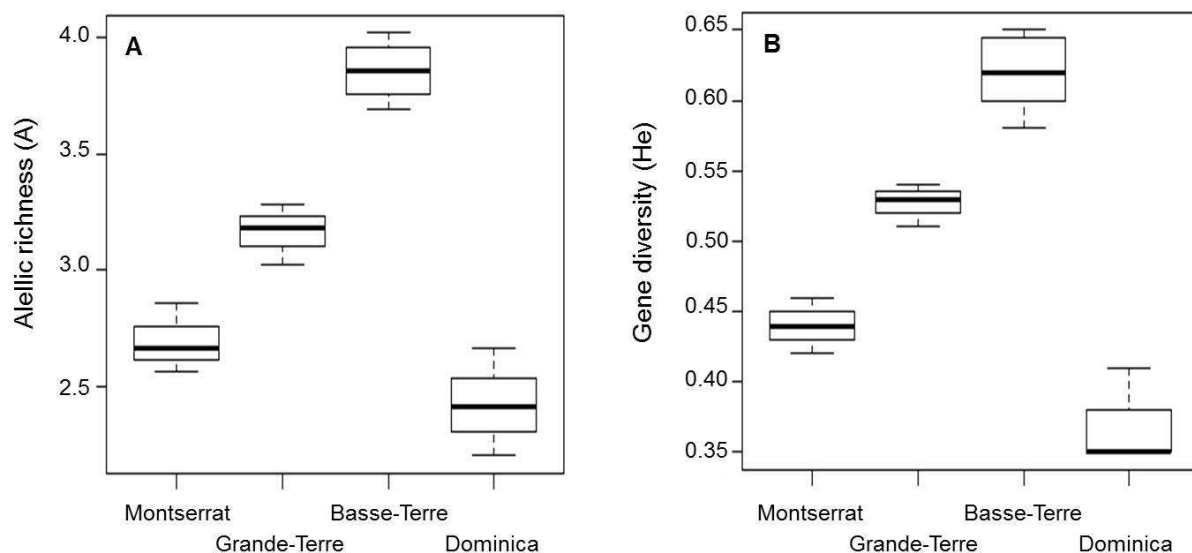 A
Alellic richness (A)
4.0
3.5
3.0
2.5
Montserrat
Grande-Terre
Basse-Terre
Dominica
B
Gene diversity (He)
0.65
0.60
0.55
0.50
0.45
0.40
0.35
Montserrat
Grande-Terre
Basse-Terre
Dominica